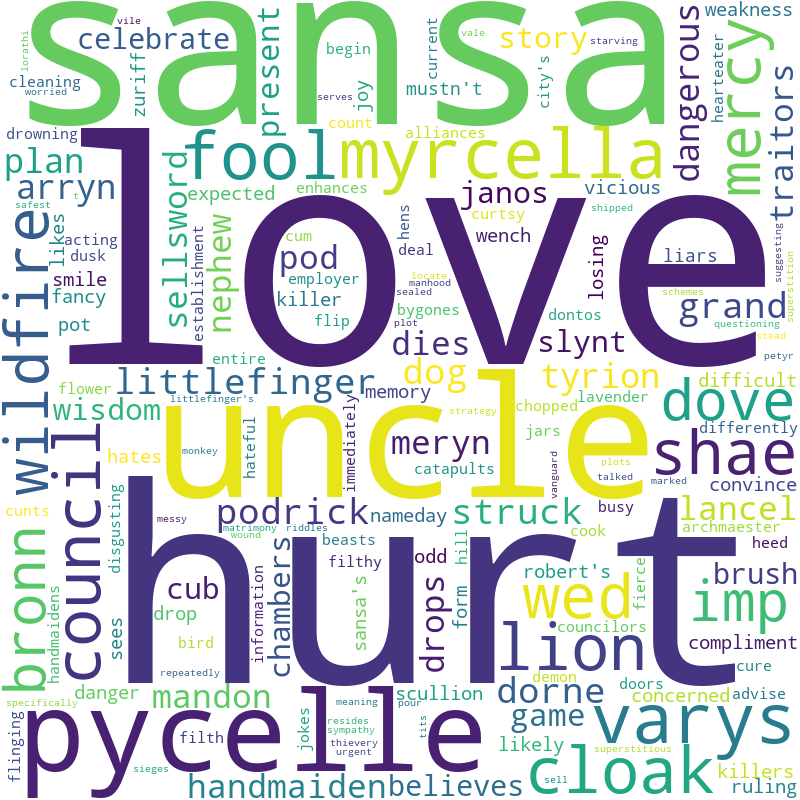 sansa
love
hurt
uncle
pycelle
varys
fool
myrcella
mercy
wildfire
council
bronn
shae
dove
imp
wed
cloak
lion
celebrate
story
present
dangerous
weakness
traitors
plan
arryn
sellsword
nephew
janos
pod
dies
slynt
grand
littlefinger
dog
tyrion
wisdom
meryn
podrick
struck
lancel
brush
cub
chambers
drops
dorne
game
mandon
handmaiden
believes
vile
lorathi
cleaning
worried
zuriff
begin
joy
serves
current
mustn't
city's
starving
vale
hearteater
drowning
count
alliances
likes
expected
enhances
vicious
safest
t
acting
dusk
smile
fancy
pot
establishment
cum
employer
killer
flip
hens
deal
curtsy
wench
locate
manhood
sealed
bygones
plot
dontos
losing
shipped
liars
suggesting
superstition
schemes
questioning
stead
petyr
entire
flower
littlefinger's
memory
strategy
chopped
lavender
difficult
differently
hates
monkey
hateful
immediately
jars
catapults
vanguard
plots
talked
marked
convince
cunts
disgusting
messy
matrimony
riddles
wound
nameday
busy
cook
archmaester
heed
handmaidens
sees
drop
bird
information
beasts
filthy
odd
hill
form
robert's
councilors
fierce
compliment
cure
sansa's
repeatedly
demon
doors
advise
concerned
specifically
danger
scullion
meaning
pour
resides
sympathy
thievery
urgent
tits
jokes
filth
flinging
sieges
likely
superstitious
sell
killers
ruling